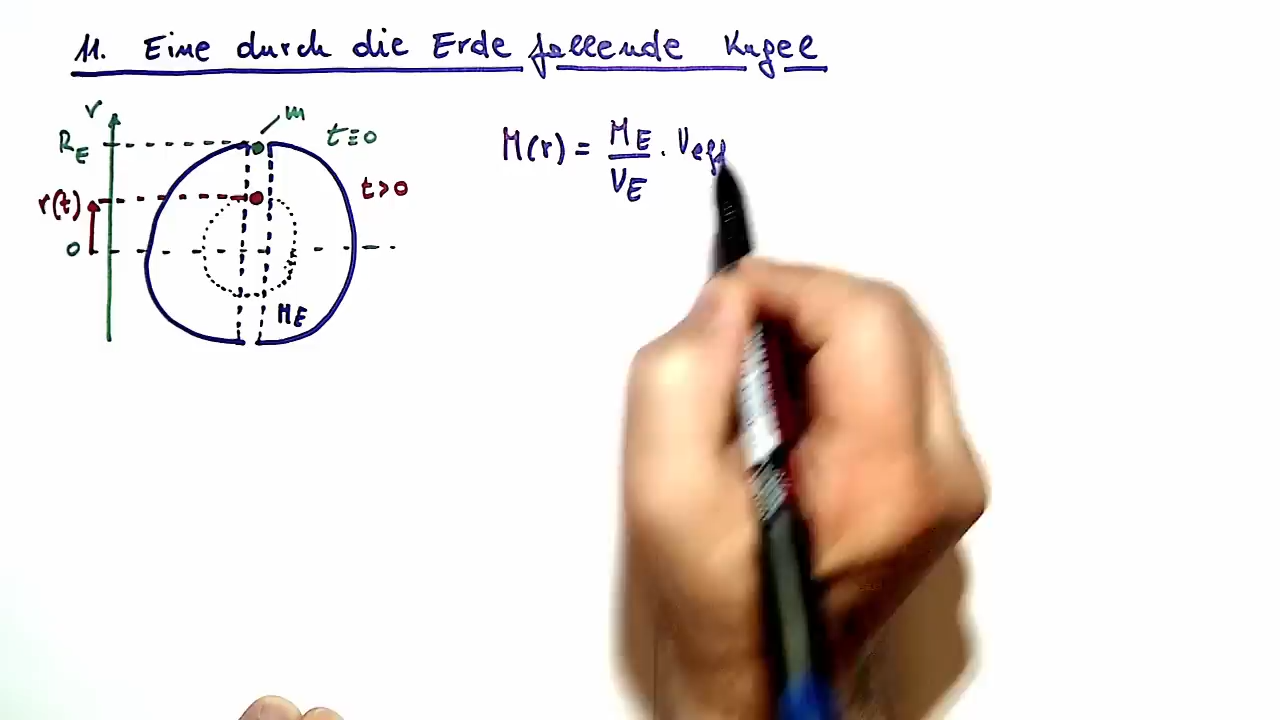 11. Eine durch die Erde fallende Kugel
r
m
R_E
t=0
r(t)
t>0
0
M_E
M(r) = M_E / V_E · V_eff